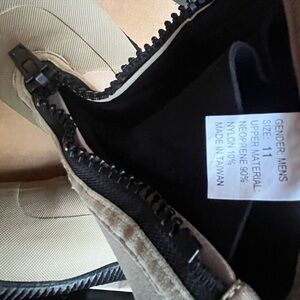 GENDER: MENS
SIZE: 11
UPPER MATERIAL:
NEOPRENE 90%
NYLON 10%
MADE IN TAIWAN